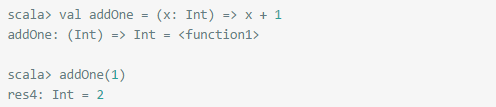 scala> val addOne = (x: Int) => x + 1
addOne: (Int) => Int = <function1>
scala> addOne(1)
res4: Int = 2